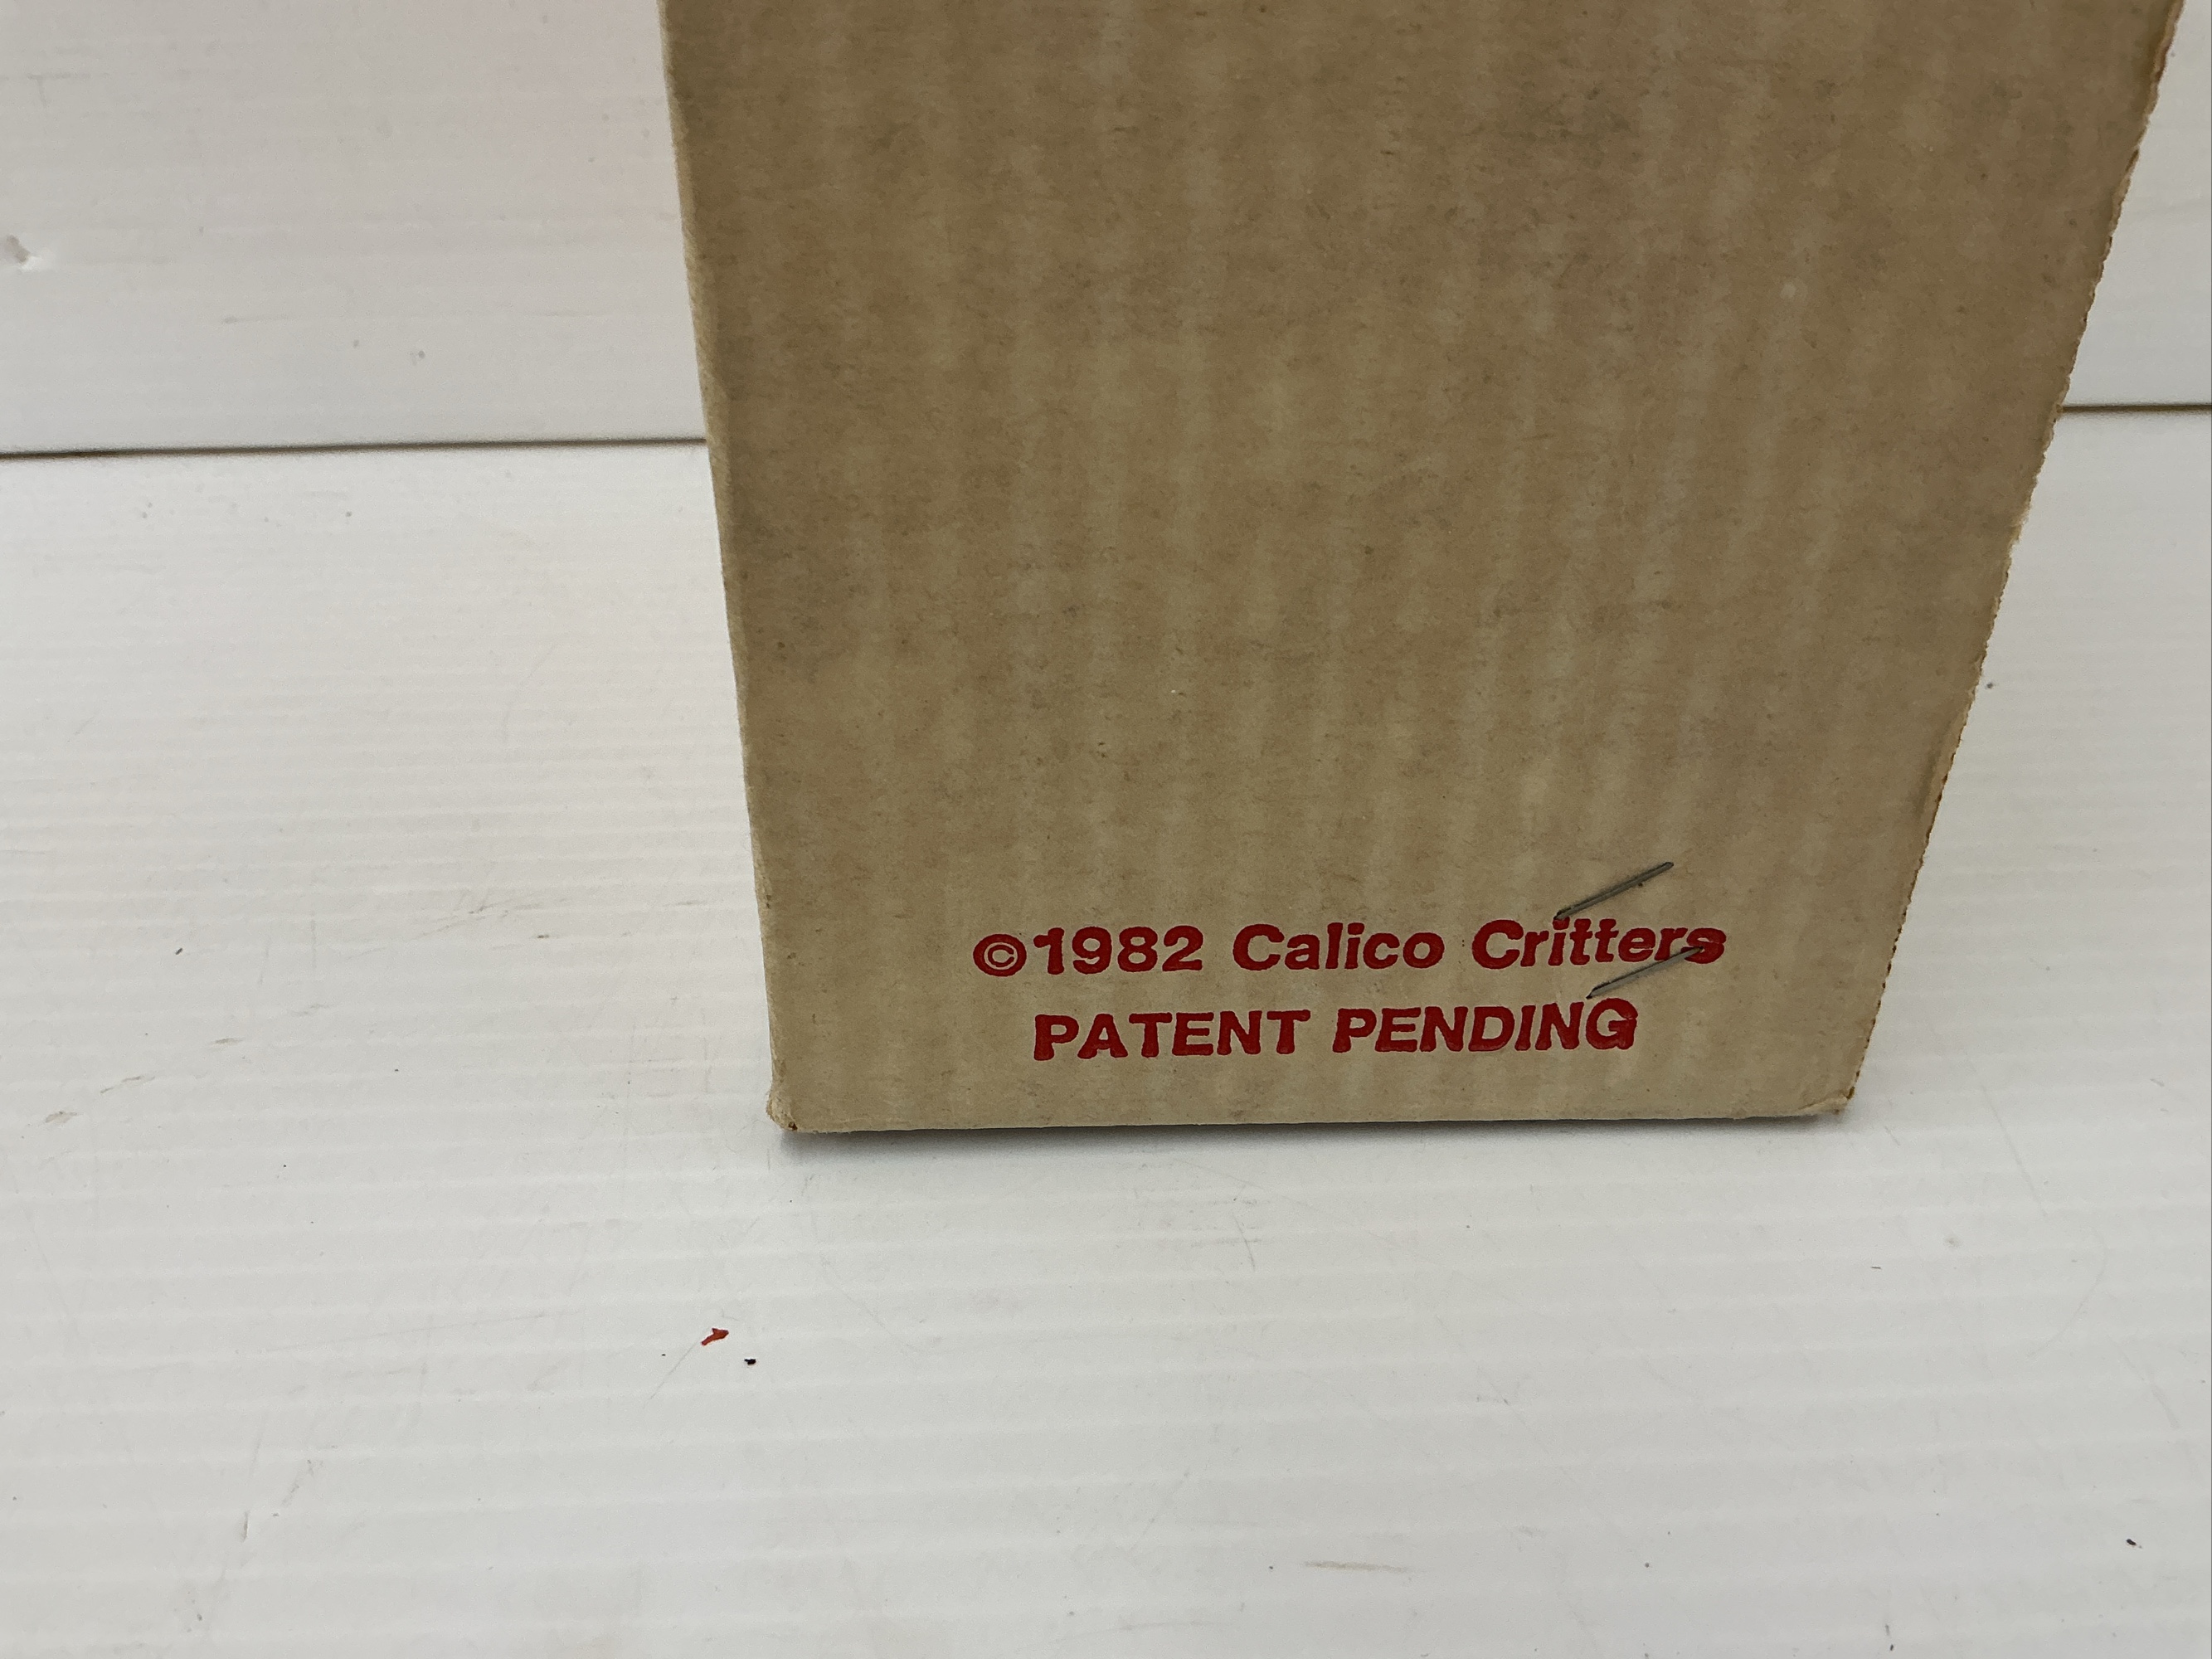 ©1982 Calico Critters
PATENT PENDING